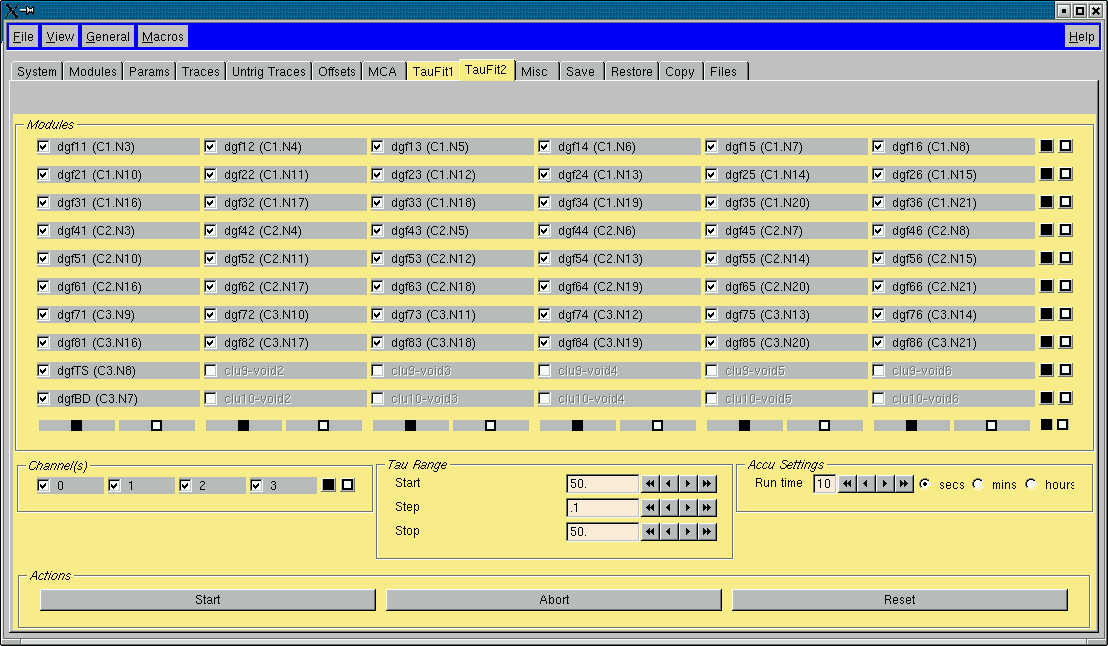 File View General Macros Help
System Modules Params Traces Untrig Traces Offsets MCA TauFit1 TauFit2 Misc Save Restore Copy Files
Modules
dgf11 (C1.N3) dgf12 (C1.N4) dgf13 (C1.N5) dgf14 (C1.N6) dgf15 (C1.N7) dgf16 (C1.N8)
dgf21 (C1.N10) dgf22 (C1.N11) dgf23 (C1.N12) dgf24 (C1.N13) dgf25 (C1.N14) dgf26 (C1.N15)
dgf31 (C1.N16) dgf32 (C1.N17) dgf33 (C1.N18) dgf34 (C1.N19) dgf35 (C1.N20) dgf36 (C1.N21)
dgf41 (C2.N3) dgf42 (C2.N4) dgf43 (C2.N5) dgf44 (C2.N6) dgf45 (C2.N7) dgf46 (C2.N8)
dgf51 (C2.N10) dgf52 (C2.N11) dgf53 (C2.N12) dgf54 (C2.N13) dgf55 (C2.N14) dgf56 (C2.N15)
dgf61 (C2.N16) dgf62 (C2.N17) dgf63 (C2.N18) dgf64 (C2.N19) dgf65 (C2.N20) dgf66 (C2.N21)
dgf71 (C3.N9) dgf72 (C3.N10) dgf73 (C3.N11) dgf74 (C3.N12) dgf75 (C3.N13) dgf76 (C3.N14)
dgf81 (C3.N16) dgf82 (C3.N17) dgf83 (C3.N18) dgf84 (C3.N19) dgf85 (C3.N20) dgf86 (C3.N21)
dgfTS (C3.N8) clu9-void2 clu9-void3 clu9-void4 clu9-void5 clu9-void6
dgfBD (C3.N7) clu10-void2 clu10-void3 clu10-void4 clu10-void5 clu10-void6
Channel(s)
0 1 2 3
Tau Range
Start 50.
Step .1
Stop 50.
Accu Settings
Run time 10 secs mins hours
Actions
Start Abort Reset